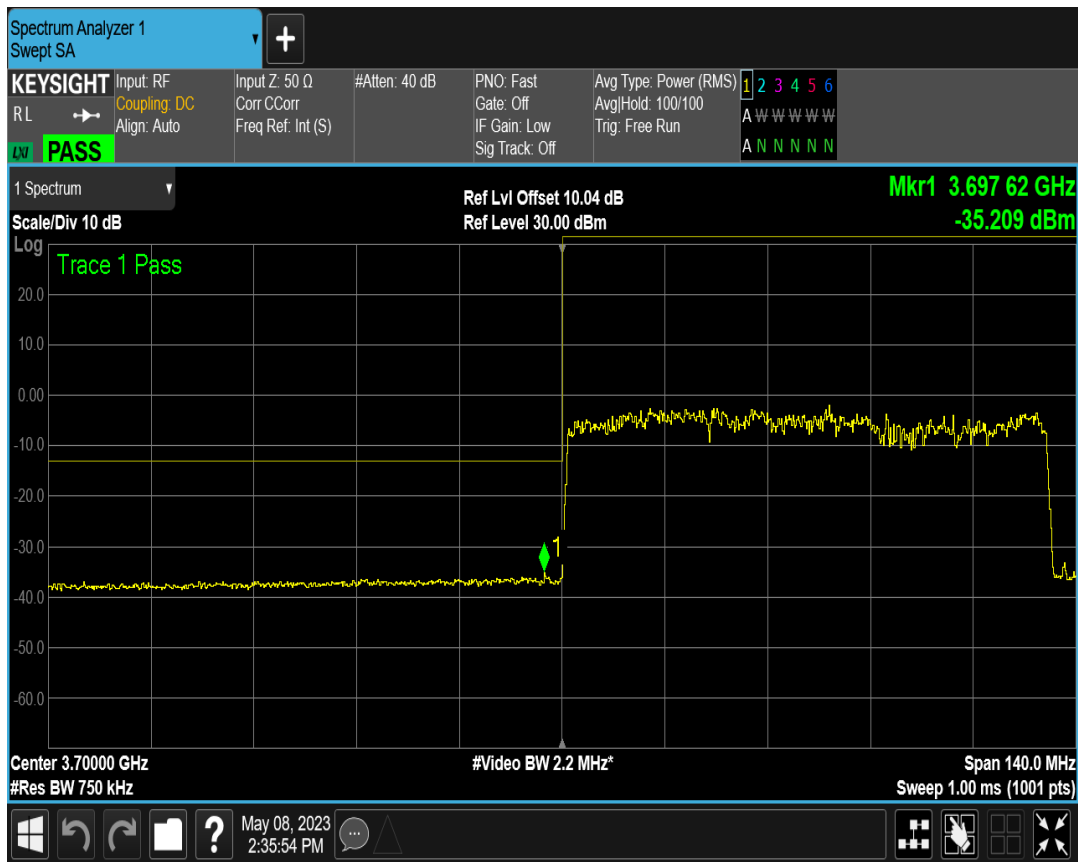 Spectrum Analyzer 1
Swept SA
+
KEYSIGHT
RL
LXI PASS
Input: RF
Coupling: DC
Align: Auto
Input Z: 50 Ω
Corr CCorr
Freq Ref: Int (S)
#Atten: 40 dB
PNO: Fast
Gate: Off
IF Gain: Low
Sig Track: Off
Avg Type: Power (RMS)
Avg|Hold: 100/100
Trig: Free Run
1 2 3 4 5 6
A W W W W W
A N N N N N
1 Spectrum
Scale/Div 10 dB
Ref Lvl Offset 10.04 dB
Ref Level 30.00 dBm
Mkr1 3.697 62 GHz
-35.209 dBm
Log
Trace 1 Pass
20.0
10.0
0.00
-10.0
-20.0
-30.0
-40.0
-50.0
-60.0
1
Center 3.70000 GHz
#Res BW 750 kHz
#Video BW 2.2 MHz*
Span 140.0 MHz
Sweep 1.00 ms (1001 pts)
?
May 08, 2023
2:35:54 PM